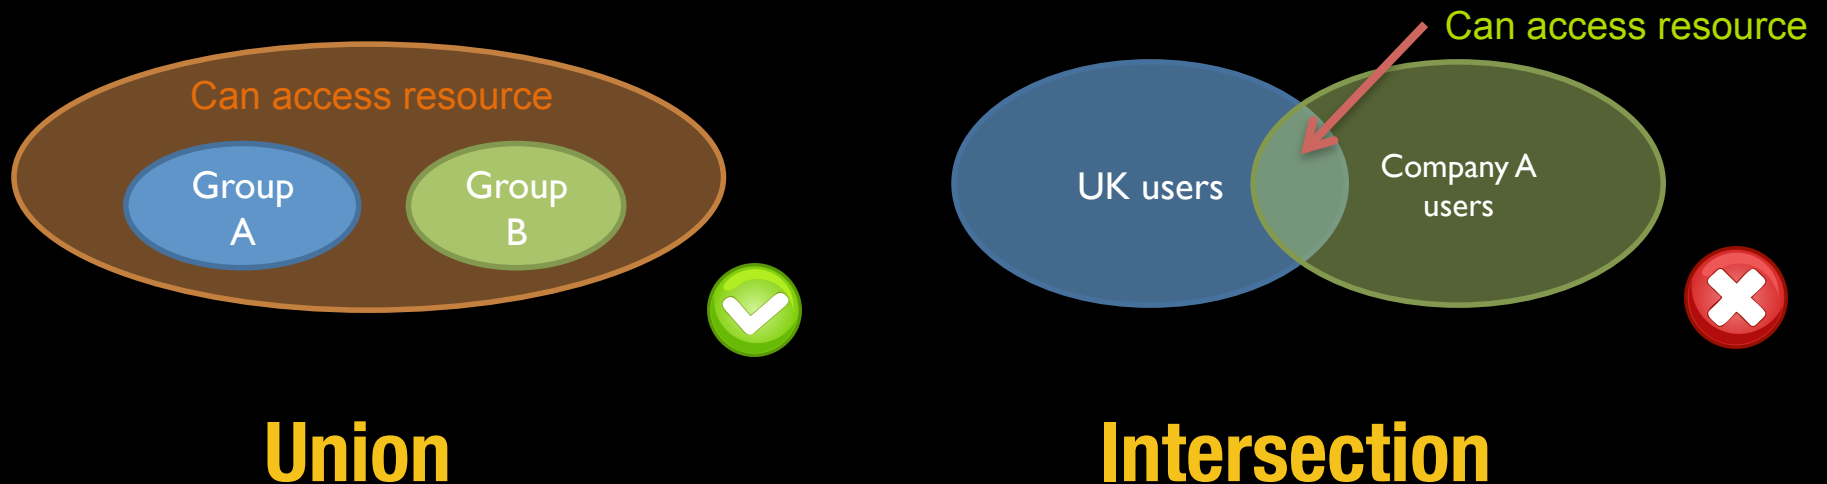 Can access resource
Group
A
Group
B
Union
Can access resource
UK users
Company A
users
Intersection